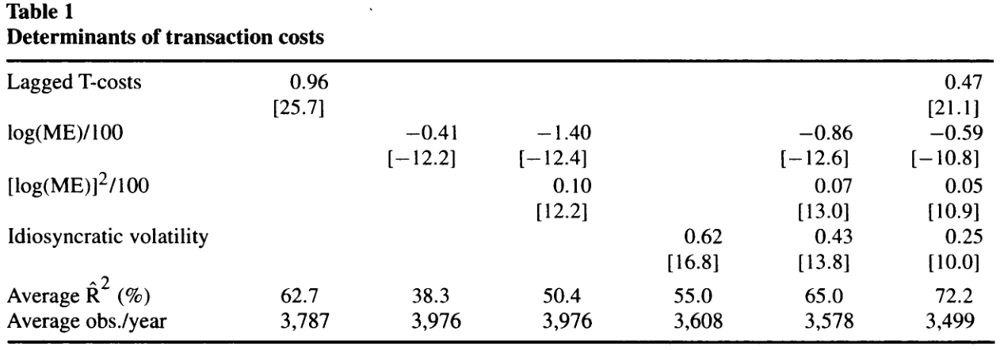 Table 1
Determinants of transaction costs
Lagged T-costs 0.96 0.47
[25.7] [21.1]
log(ME)/100 −0.41 −1.40 −0.86 −0.59
[−12.2] [−12.4] [−12.6] [−10.8]
[log(ME)]²/100 0.10 0.07 0.05
[12.2] [13.0] [10.9]
Idiosyncratic volatility 0.62 0.43 0.25
[16.8] [13.8] [10.0]
Average R̂² (%) 62.7 38.3 50.4 55.0 65.0 72.2
Average obs./year 3,787 3,976 3,976 3,608 3,578 3,499